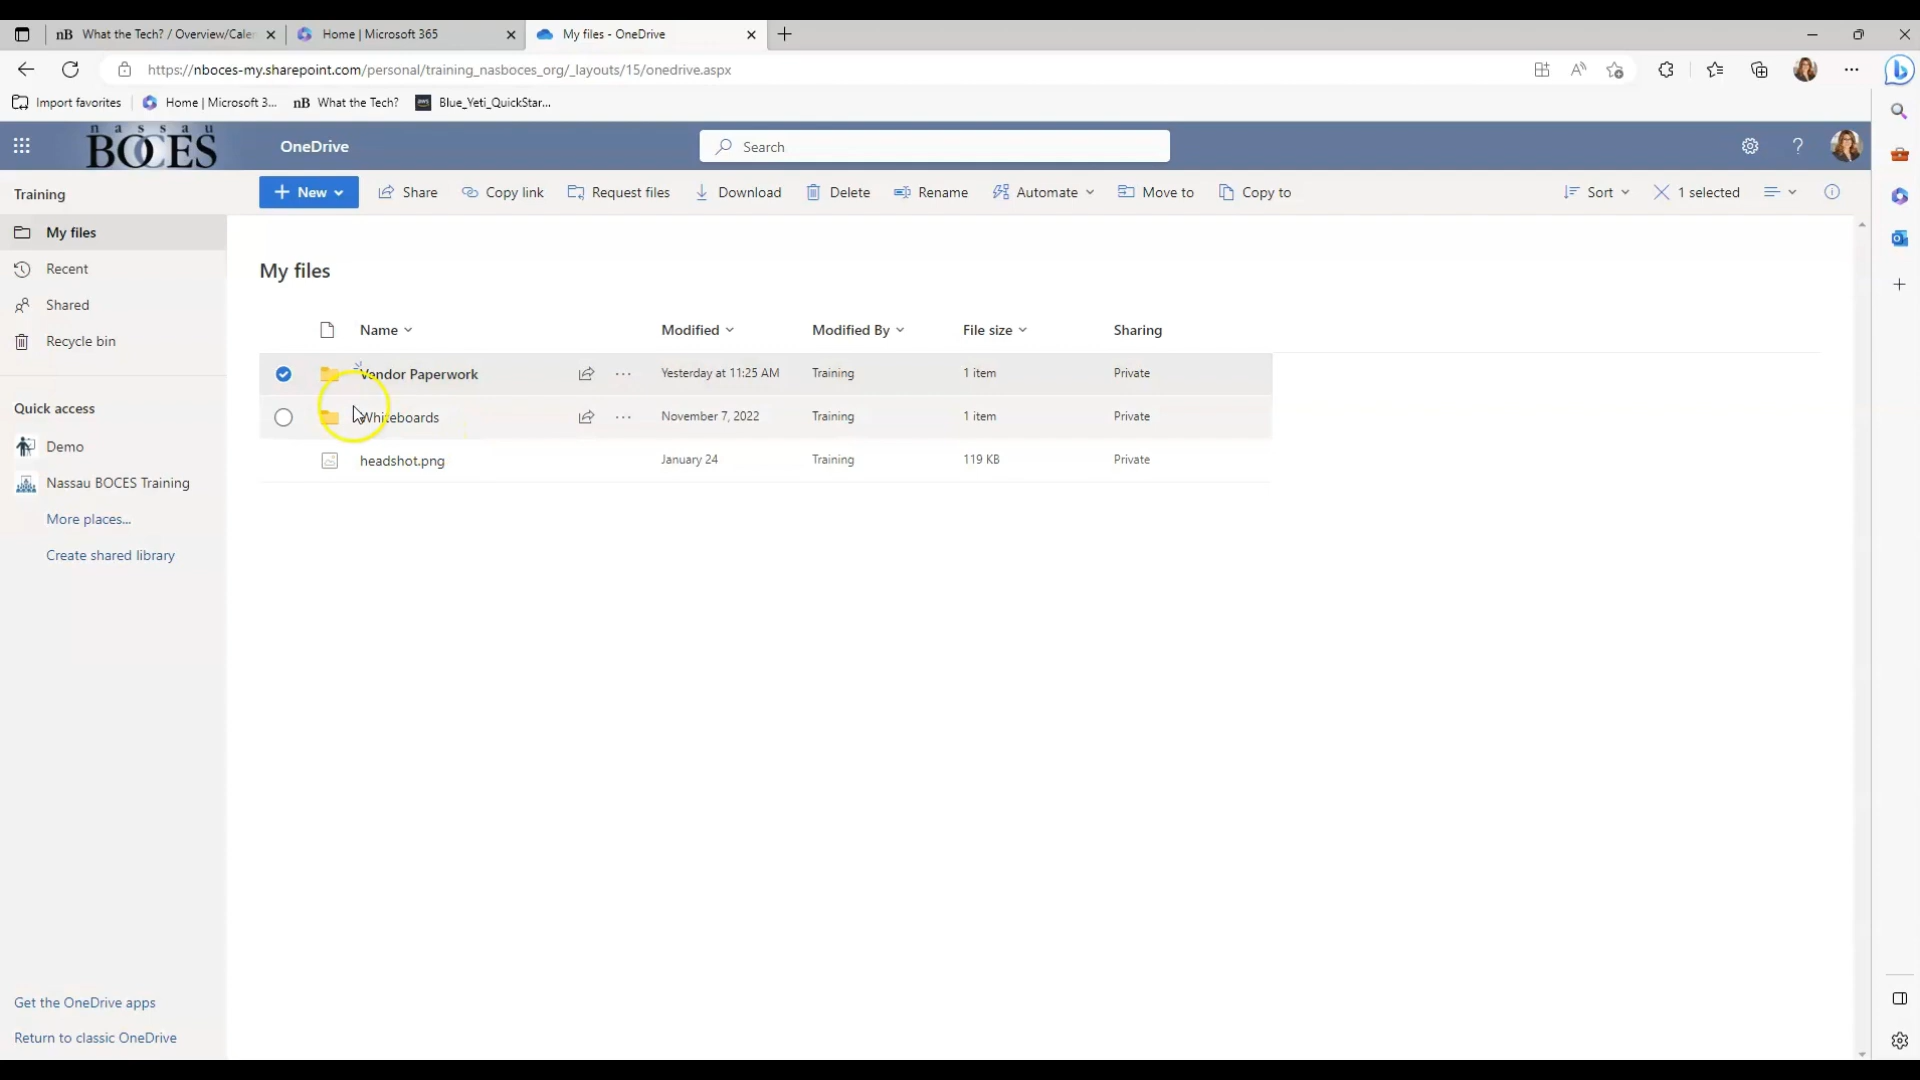 nB What the Tech? / Overview/Caler
Home | Microsoft 365
My files - OneDrive
https://nboces-my.sharepoint.com/personal/training_nasboces_org/_layouts/15/onedrive.aspx
Import favorites
Home | Microsoft 3...
nB What the Tech?
Blue_Yeti_QuickStar...
nassau
BOCES
OneDrive
Search
?
Training
+ New
Share
Copy link
Request files
Download
Delete
Rename
Automate
Move to
Copy to
Sort
1 selected
My files
Recent
Shared
Recycle bin
Quick access
Demo
Nassau BOCES Training
More places...
Create shared library
Get the OneDrive apps
Return to classic OneDrive
My files
Name Modified Modified By File size Sharing
Vendor Paperwork Yesterday at 11:25 AM Training 1 item Private
Whiteboards November 7, 2022 Training 1 item Private
headshot.png January 24 Training 119 KB Private